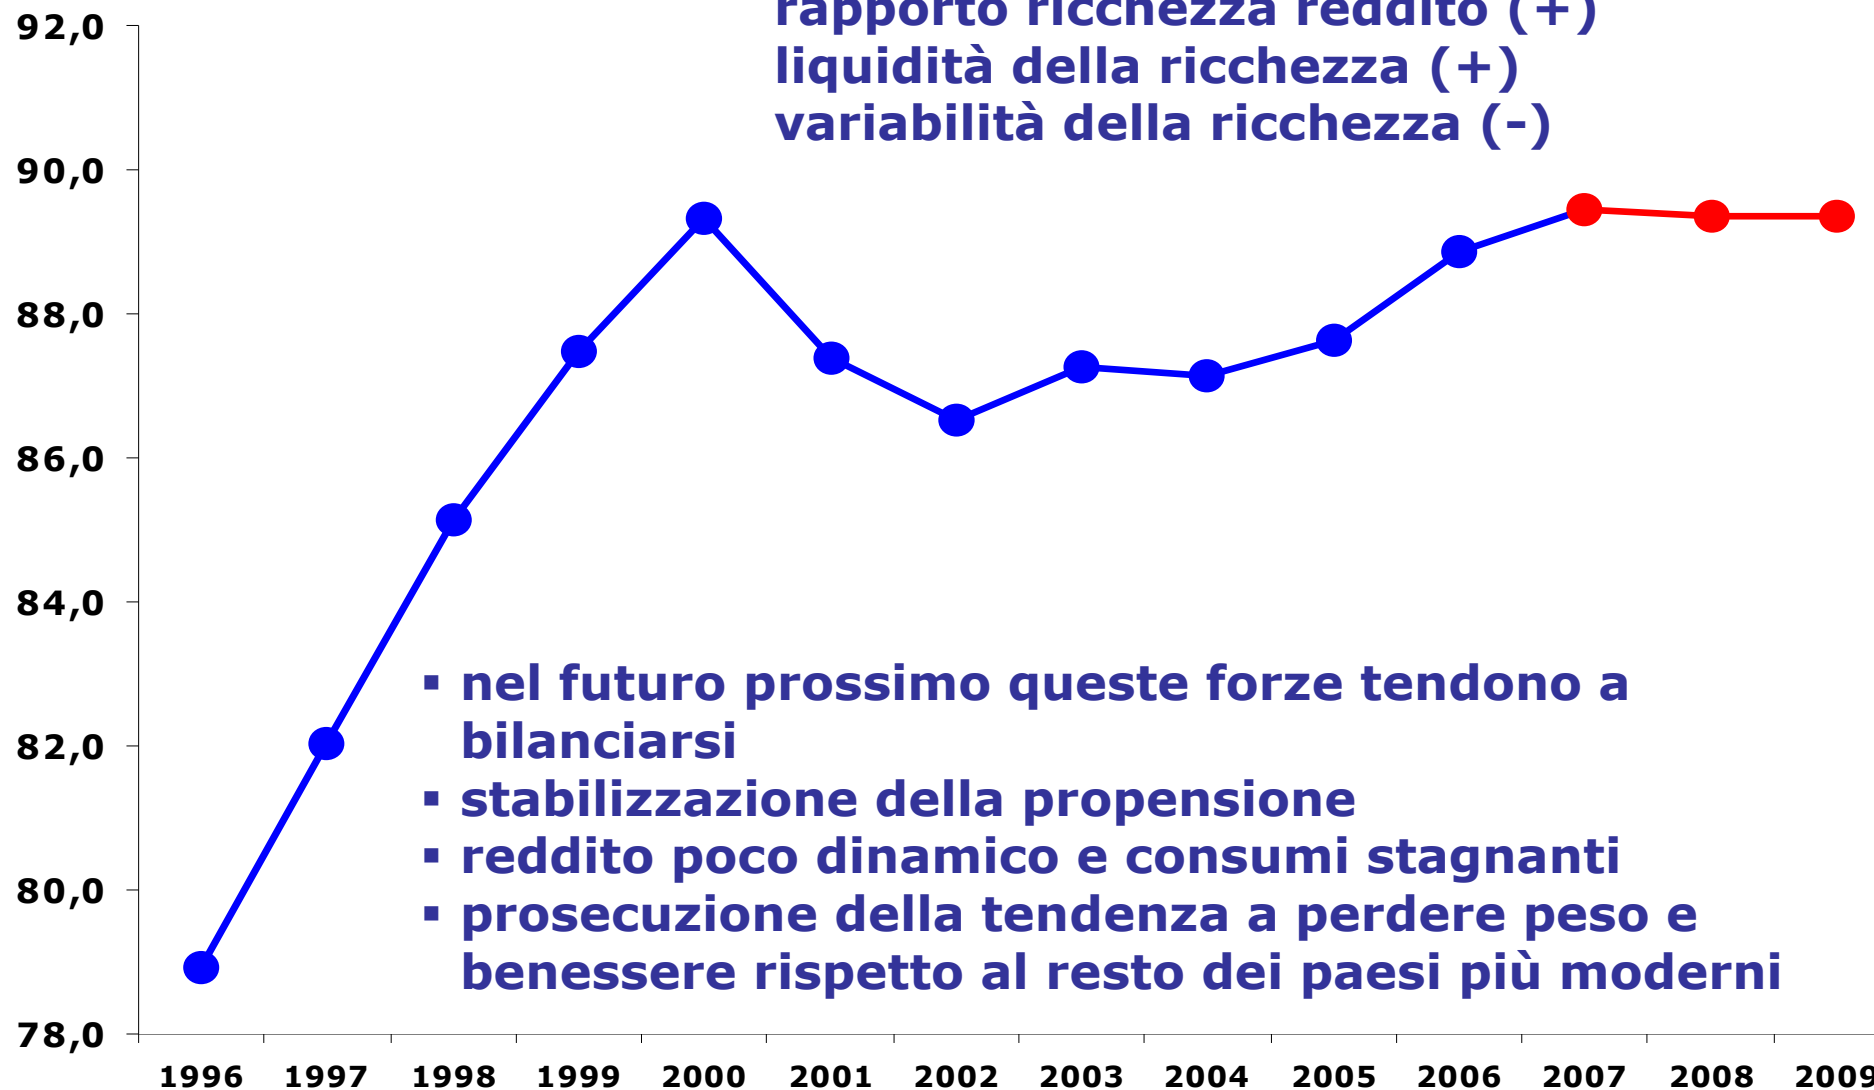 rapporto ricchezza reddito (+)
liquidità della ricchezza (+)
variabilità della ricchezza (-)
92,0
90,0
88,0
86,0
84,0
82,0
80,0
78,0
▪ nel futuro prossimo queste forze tendono a
bilanciarsi
▪ stabilizzazione della propensione
▪ reddito poco dinamico e consumi stagnanti
▪ prosecuzione della tendenza a perdere peso e
benessere rispetto al resto dei paesi più moderni
1996 1997 1998 1999 2000 2001 2002 2003 2004 2005 2006 2007 2008 2009